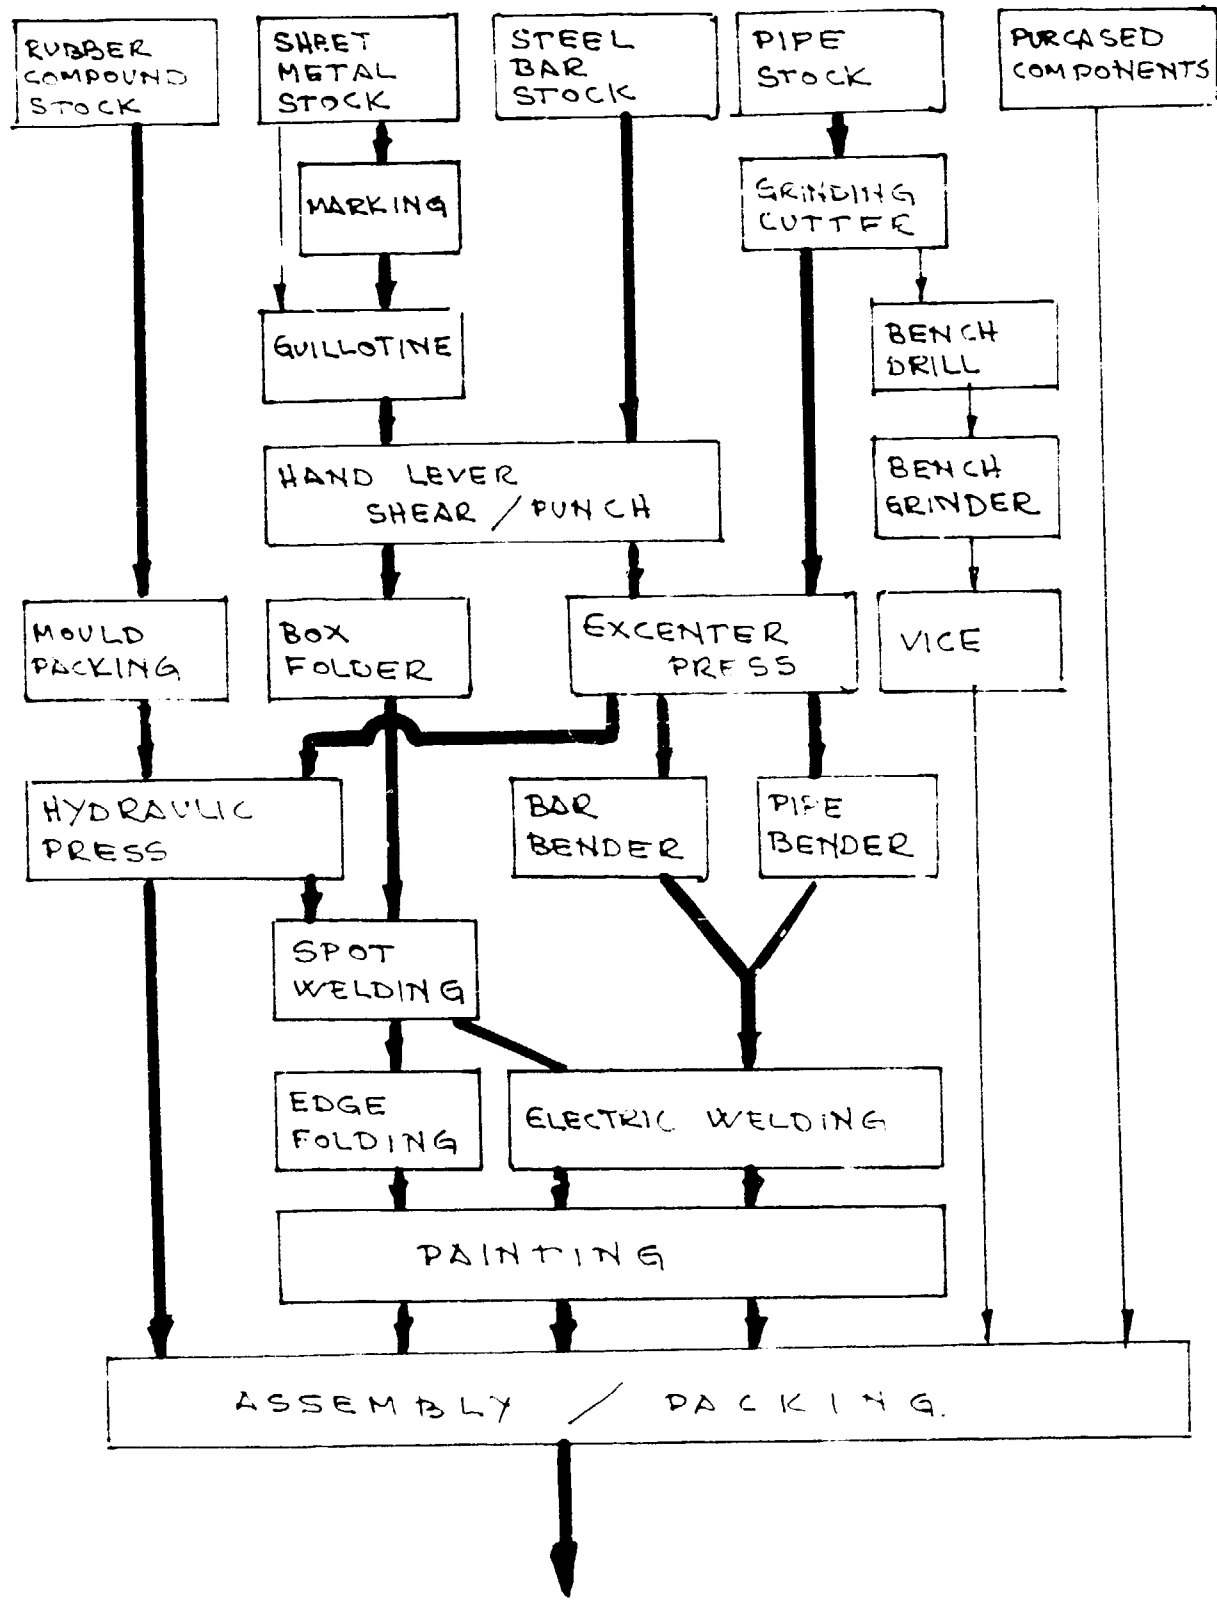 RUBBER
COMPOUND
STOCK
SHEET
METAL
STOCK
STEEL
BAR
STOCK
PIPE
STOCK
PURCASED
COMPONENTS
MARKING
GRINDING
CUTTER
GUILLOTINE
BENCH
DRILL
HAND LEVER
SHEAR / PUNCH
BENCH
GRINDER
MOULD
PACKING
BOX
FOLDER
EXCENTER
PRESS
VICE
HYDRAULIC
PRESS
BAR
BENDER
PIPE
BENDER
SPOT
WELDING
EDGE
FOLDING
ELECTRIC WELDING
PAINTING
ASSEMBLY / PACKING.